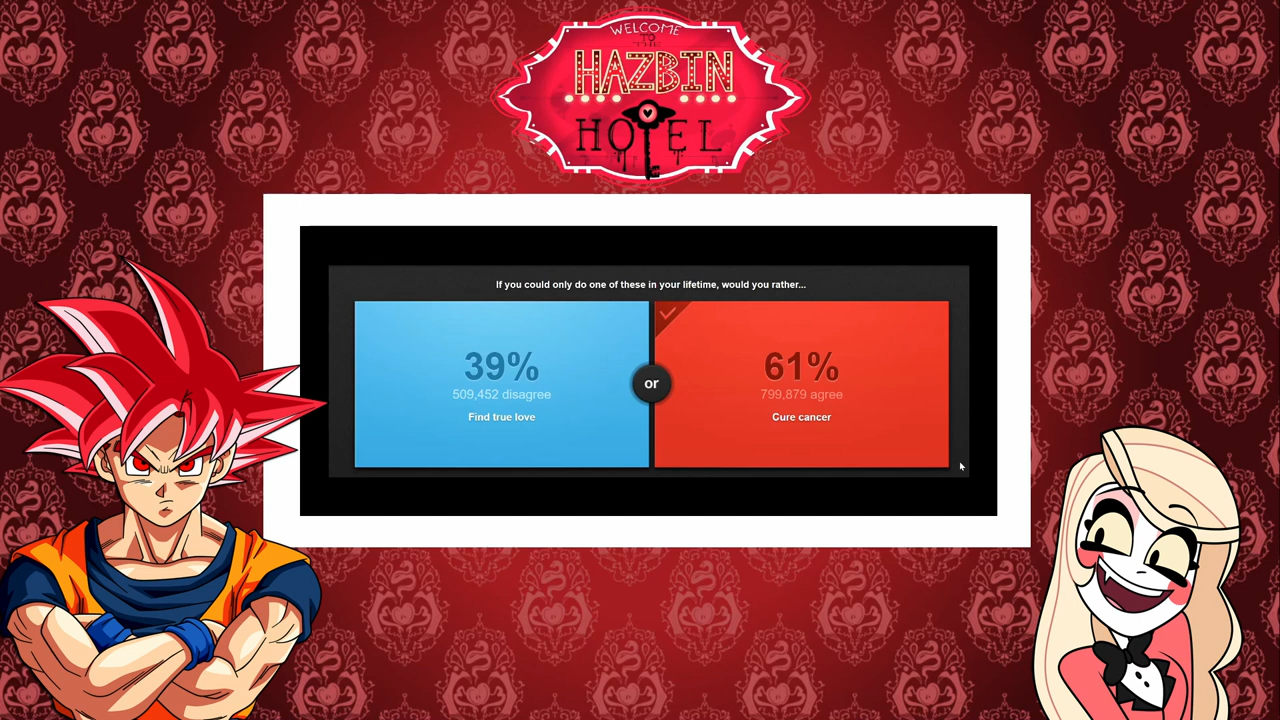 WELCOME
TO
THE
HAZBIN
HOTEL
If you could only do one of these in your lifetime, would you rather...
39%
509,452 disagree
Find true love
or
61%
799,879 agree
Cure cancer